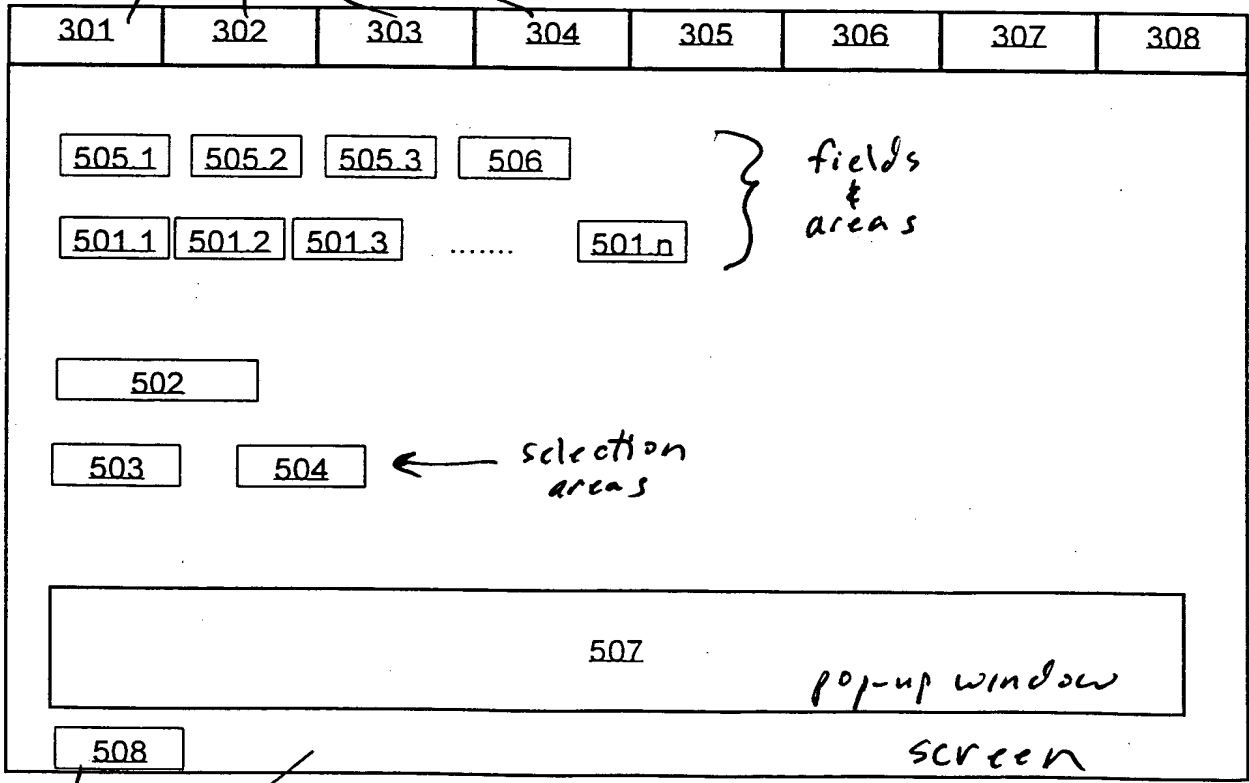 301 302 303 304 305 306 307 308
505.1 505.2 505.3 506 fields
&
501.1 501.2 501.3 ....... 501.n areas
502
503 504 selection
areas
507
pop-up window
508 screen